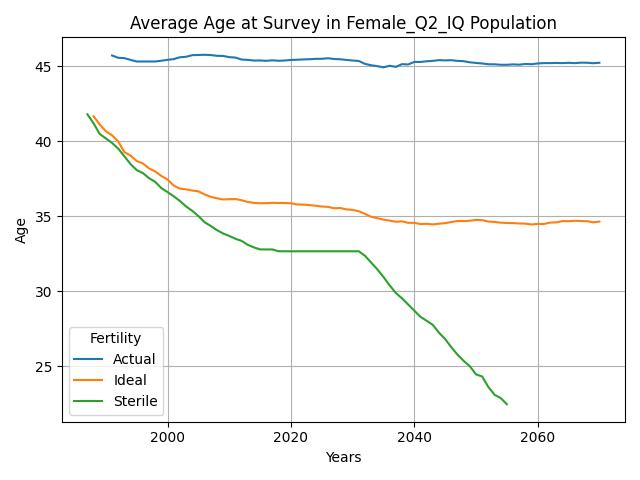 Average Age at Survey in Female_Q2_IQ Population
Age
45
40
35
30
25
Fertility
Actual
Ideal
Sterile
2000 2020 2040 2060
Years